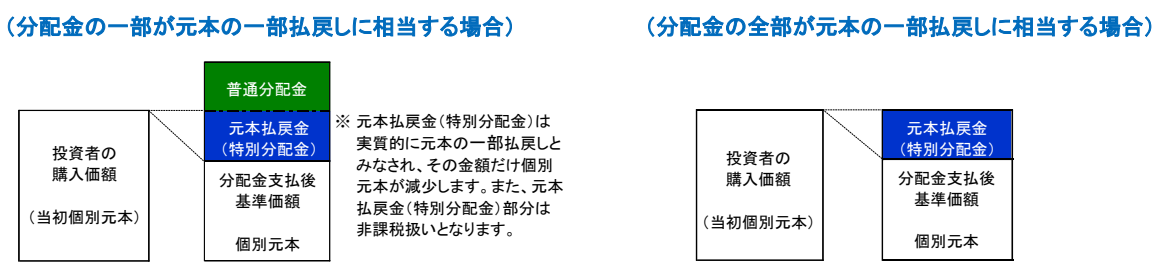 （分配金の一部が元本の一部払戻しに相当する場合）
普通分配金
投資者の
購入価額
（当初個別元本）
元本払戻金
（特別分配金）
分配金支払後
基準価額
個別元本
※ 元本払戻金（特別分配金）は
実質的に元本の一部払戻しと
みなされ、その金額だけ個別
元本が減少します。また、元本
払戻金（特別分配金）部分は
非課税扱いとなります。
（分配金の全部が元本の一部払戻しに相当する場合）
投資者の
購入価額
（当初個別元本）
元本払戻金
（特別分配金）
分配金支払後
基準価額
個別元本